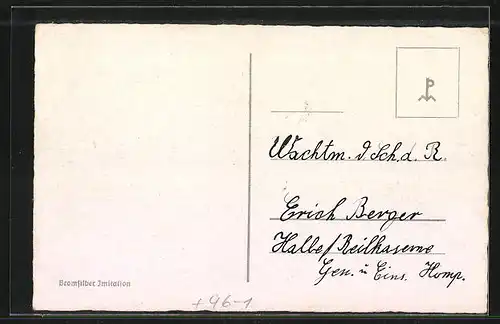 Wachtm. d. Sch. d. R.
Erich Berger
Halle/Reilkaserne
Gen. u. Eins. Komp.
Bromsilber Imitation
+96-1